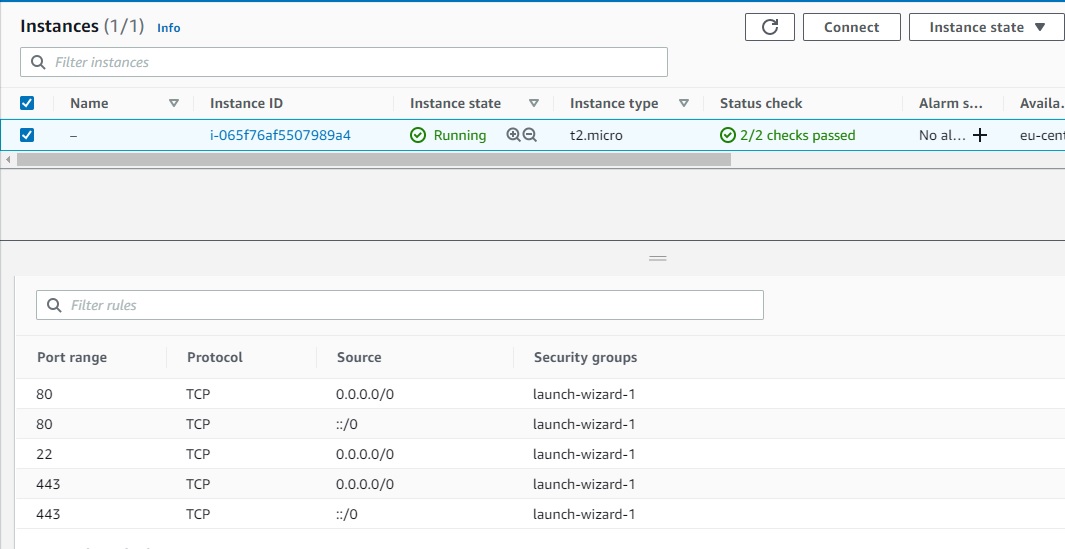 Instances (1/1) Info Connect Instance state
Filter instances
Name Instance ID Instance state Instance type Status check Alarm s... Availa...
– i-065f76af5507989a4 Running t2.micro 2/2 checks passed No al... eu-cent
Filter rules
Port range Protocol Source Security groups
80 TCP 0.0.0.0/0 launch-wizard-1
80 TCP ::/0 launch-wizard-1
22 TCP 0.0.0.0/0 launch-wizard-1
443 TCP 0.0.0.0/0 launch-wizard-1
443 TCP ::/0 launch-wizard-1